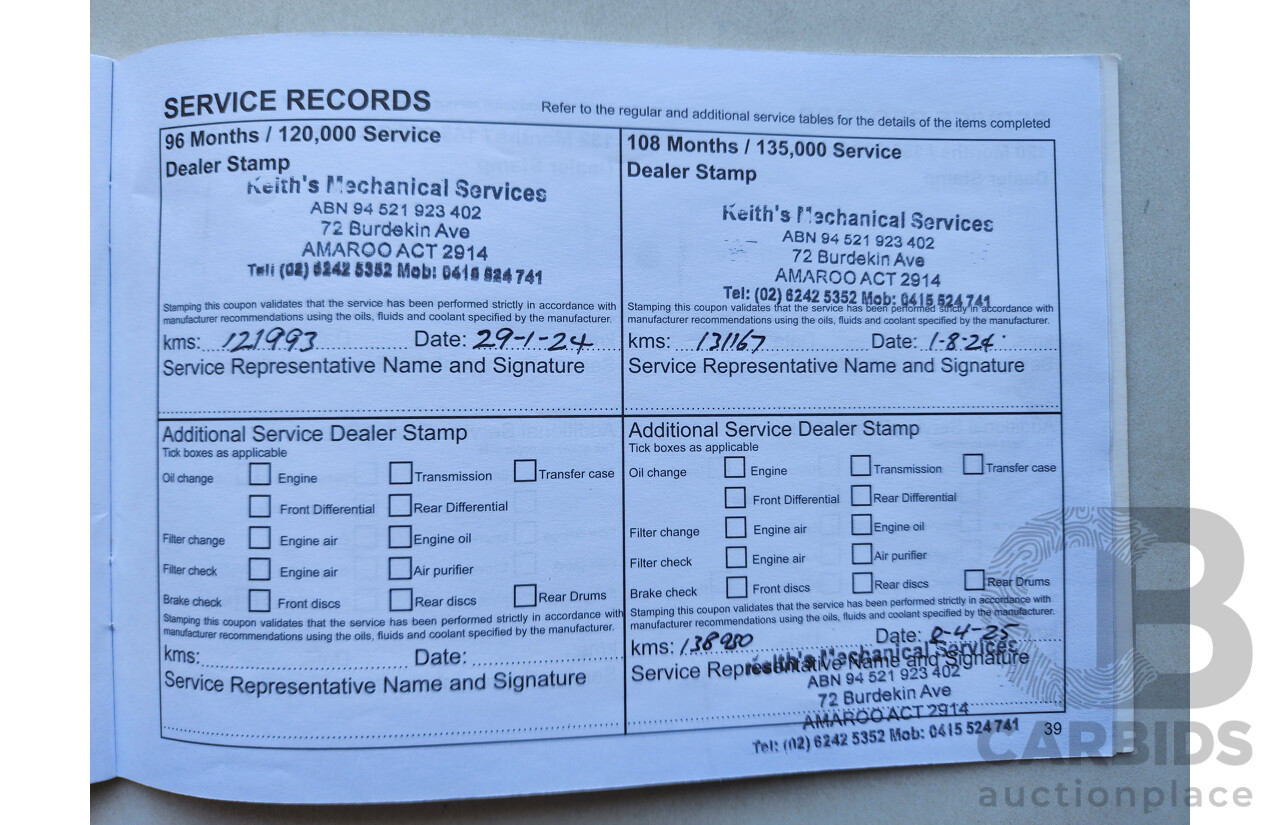 SERVICE RECORDS
Refer to the regular and additional service tables for the details of the items completed
96 Months / 120,000 Service
Dealer Stamp
Keith's Mechanical Services
ABN 94 521 923 402
72 Burdekin Ave
AMAROO ACT 2914
Tel: (02) 6242 5352 Mob: 0415 524 741
Stamping this coupon validates that the service has been performed strictly in accordance with
manufacturer recommendations using the oils, fluids and coolant specified by the manufacturer.
kms: 121993 Date: 29-1-24
Service Representative Name and Signature
108 Months / 135,000 Service
Dealer Stamp
Keith's Mechanical Services
ABN 94 521 923 402
72 Burdekin Ave
AMAROO ACT 2914
Tel: (02) 6242 5352 Mob: 0415 524 741
Stamping this coupon validates that the service has been performed strictly in accordance with
manufacturer recommendations using the oils, fluids and coolant specified by the manufacturer.
kms: 131167 Date: 1-8-24
Service Representative Name and Signature
Additional Service Dealer Stamp
Tick boxes as applicable
Oil change Engine Transmission Transfer case
Front Differential Rear Differential
Filter change Engine air Engine oil
Filter check Engine air Air purifier
Brake check Front discs Rear discs Rear Drums
Stamping this coupon validates that the service has been performed strictly in accordance with
manufacturer recommendations using the oils, fluids and coolant specified by the manufacturer.
kms: Date:
Service Representative Name and Signature
Additional Service Dealer Stamp
Tick boxes as applicable
Oil change Engine Transmission Transfer case
Front Differential Rear Differential
Filter change Engine air Engine oil
Filter check Engine air Air purifier
Brake check Front discs Rear discs Rear Drums
Stamping this coupon validates that the service has been performed strictly in accordance with
manufacturer recommendations using the oils, fluids and coolant specified by the manufacturer.
kms: 138980 Date:
Service Representative Name and Signature
Keith's Mechanical Services
ABN 94 521 923 402
72 Burdekin Ave
AMAROO ACT 2914
Tel: (02) 6242 5352 Mob: 0415 524 741
39
CARBIDS
auctionplace